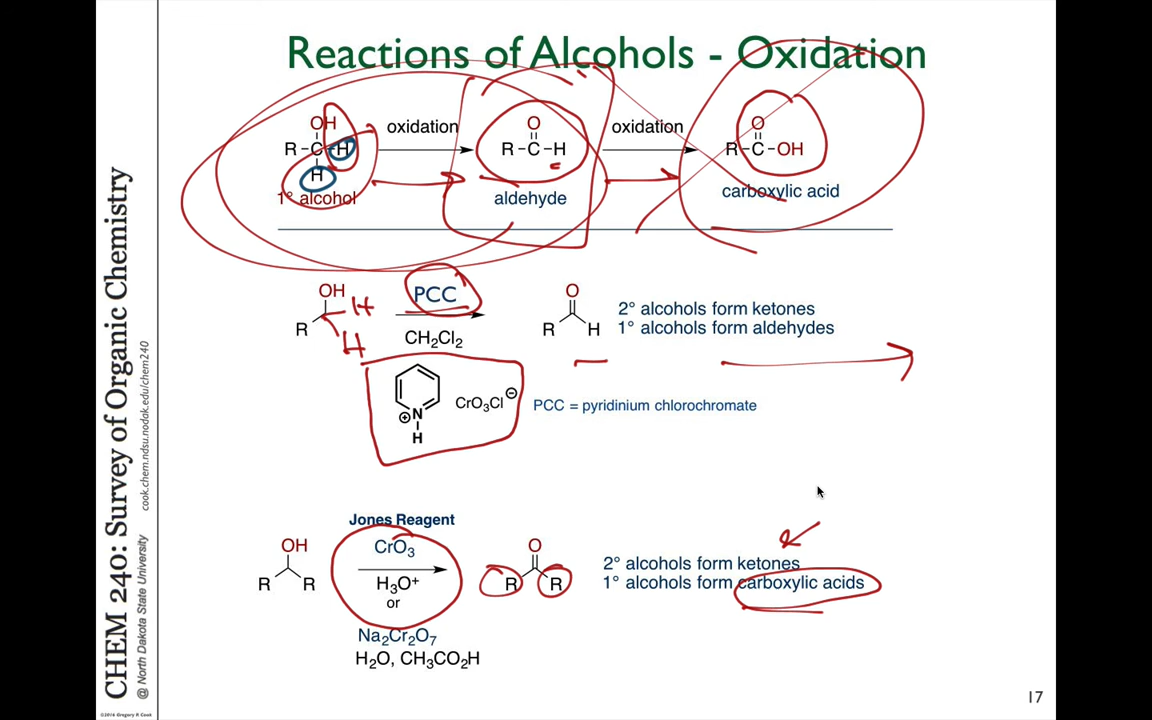 Reactions of Alcohols - Oxidation
OH
R-C-H
H
1° alcohol
oxidation
O
R-C-H
aldehyde
oxidation
O
R-C-OH
carboxylic acid
OH
R
H
H
PCC
CH₂Cl₂
O
R H
2° alcohols form ketones
1° alcohols form aldehydes
N
H
CrO₃Cl
PCC = pyridinium chlorochromate
Jones Reagent
OH
R R
CrO₃
H₃O⁺
or
Na₂Cr₂O₇
H₂O, CH₃CO₂H
O
R R
2° alcohols form ketones
1° alcohols form carboxylic acids
17
CHEM 240: Survey of Organic Chemistry
@ North Dakota State University
cook.chem.ndsu.nodak.edu/chem240
©2016 Gregory P. Cook